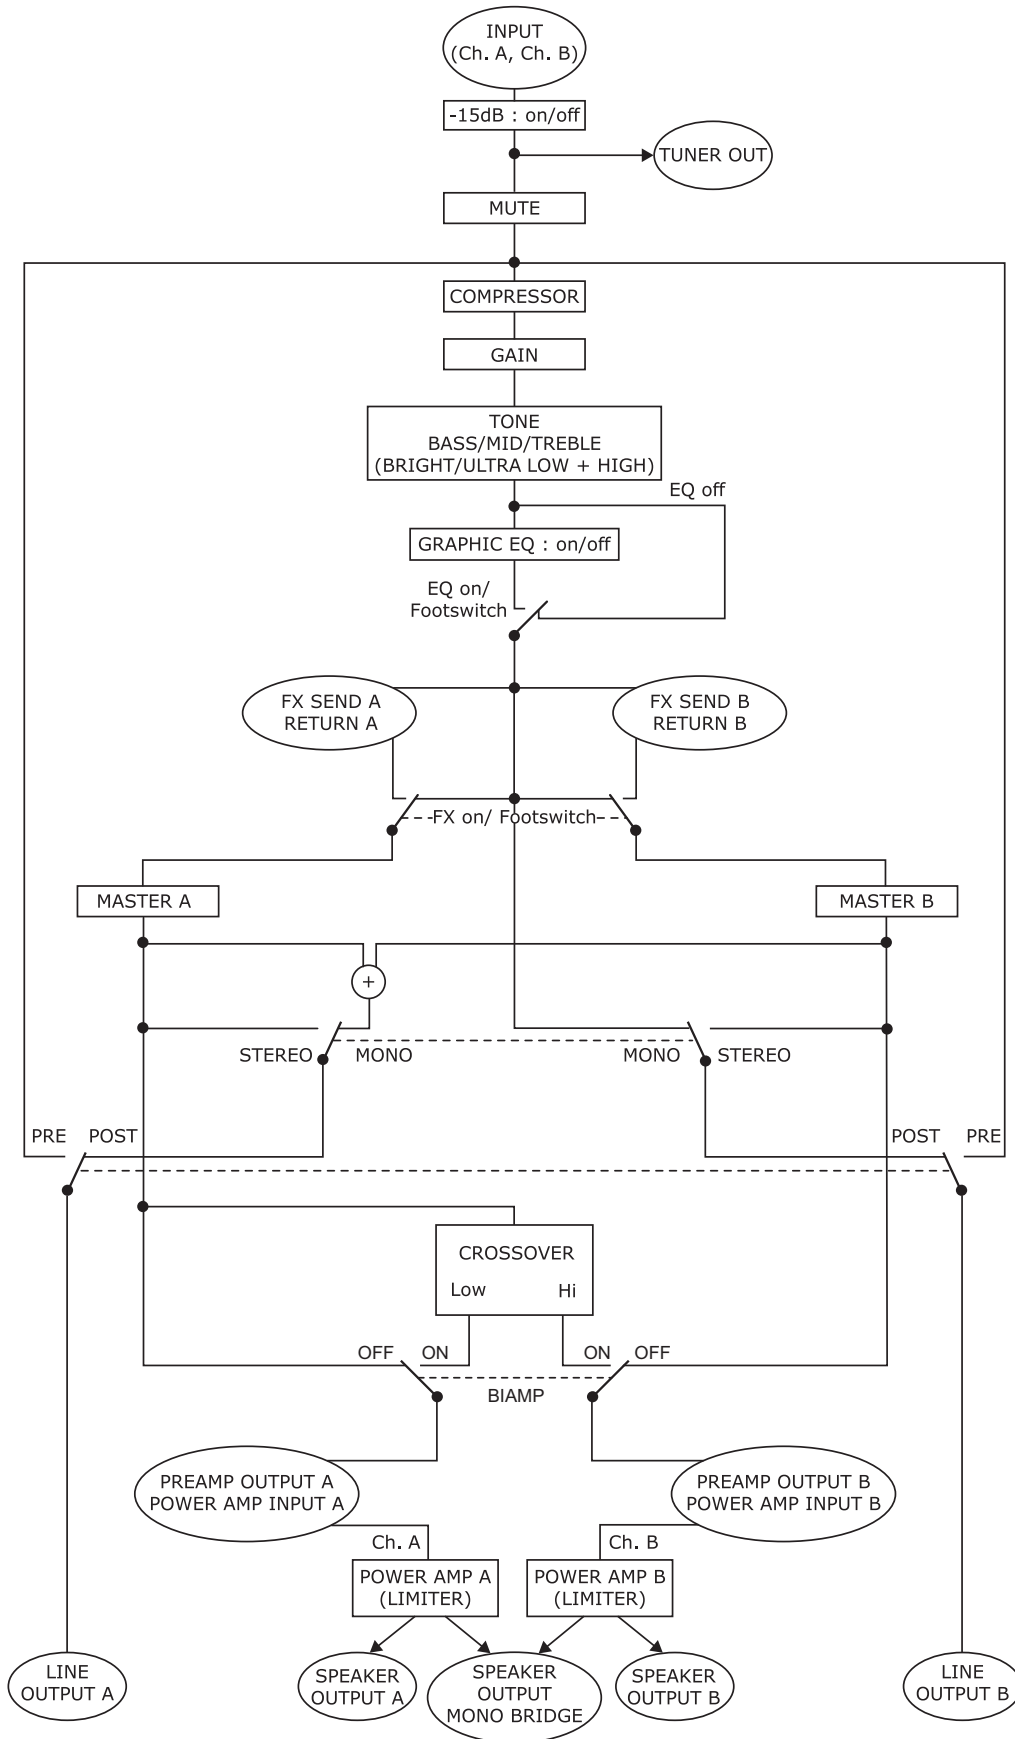 INPUT
(Ch. A, Ch. B)
-15dB : on/off
TUNER OUT
MUTE
COMPRESSOR
GAIN
TONE
BASS/MID/TREBLE
(BRIGHT/ULTRA LOW + HIGH)
EQ off
GRAPHIC EQ : on/off
EQ on/
Footswitch
FX SEND A
RETURN A
FX SEND B
RETURN B
FX on/ Footswitch
MASTER A
MASTER B
+
STEREO
MONO
MONO
STEREO
PRE
POST
POST
PRE
CROSSOVER
Low
Hi
OFF
ON
ON
OFF
BIAMP
PREAMP OUTPUT A
POWER AMP INPUT A
PREAMP OUTPUT B
POWER AMP INPUT B
Ch. A
Ch. B
POWER AMP A
(LIMITER)
POWER AMP B
(LIMITER)
LINE
OUTPUT A
SPEAKER
OUTPUT A
SPEAKER
OUTPUT
MONO BRIDGE
SPEAKER
OUTPUT B
LINE
OUTPUT B